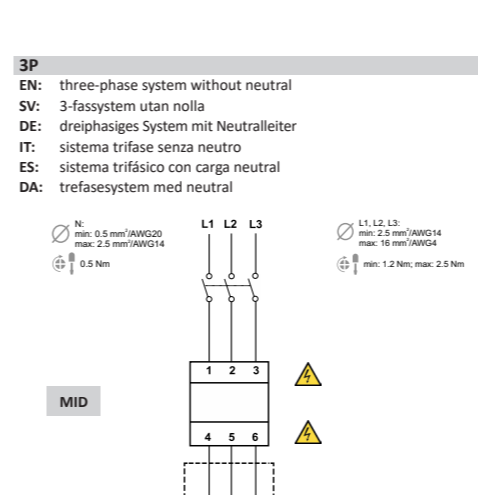 3P
EN: three-phase system without neutral
SV: 3-fassystem utan nolla
DE: dreiphasiges System mit Neutralleiter
IT: sistema trifase senza neutro
ES: sistema trifásico con carga neutral
DA: trefasesystem med neutral
N:
min: 0.5 mm²/AWG20
max: 2.5 mm²/AWG14
0.5 Nm
L1 L2 L3
L1, L2, L3:
min: 2.5 mm²/AWG14
max: 16 mm²/AWG4
min: 1.2 Nm; max: 2.5 Nm
1 2 3
MID
4 5 6